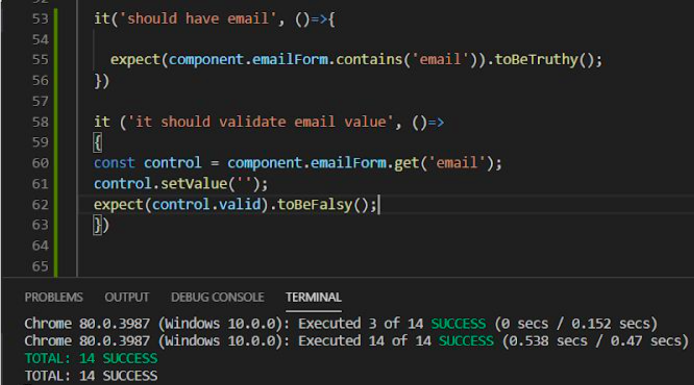 53 it('should have email', ()=>{
54
55 expect(component.emailForm.contains('email')).toBeTruthy();
56 })
57
58 it ('it should validate email value', ()=>
59 {
60 const control = component.emailForm.get('email');
61 control.setValue('');
62 expect(control.valid).toBeFalsy();
63 })
64
65
PROBLEMS OUTPUT DEBUG CONSOLE TERMINAL
Chrome 80.0.3987 (Windows 10.0.0): Executed 3 of 14 SUCCESS (0 secs / 0.152 secs)
Chrome 80.0.3987 (Windows 10.0.0): Executed 14 of 14 SUCCESS (0.538 secs / 0.47 secs)
TOTAL: 14 SUCCESS
TOTAL: 14 SUCCESS